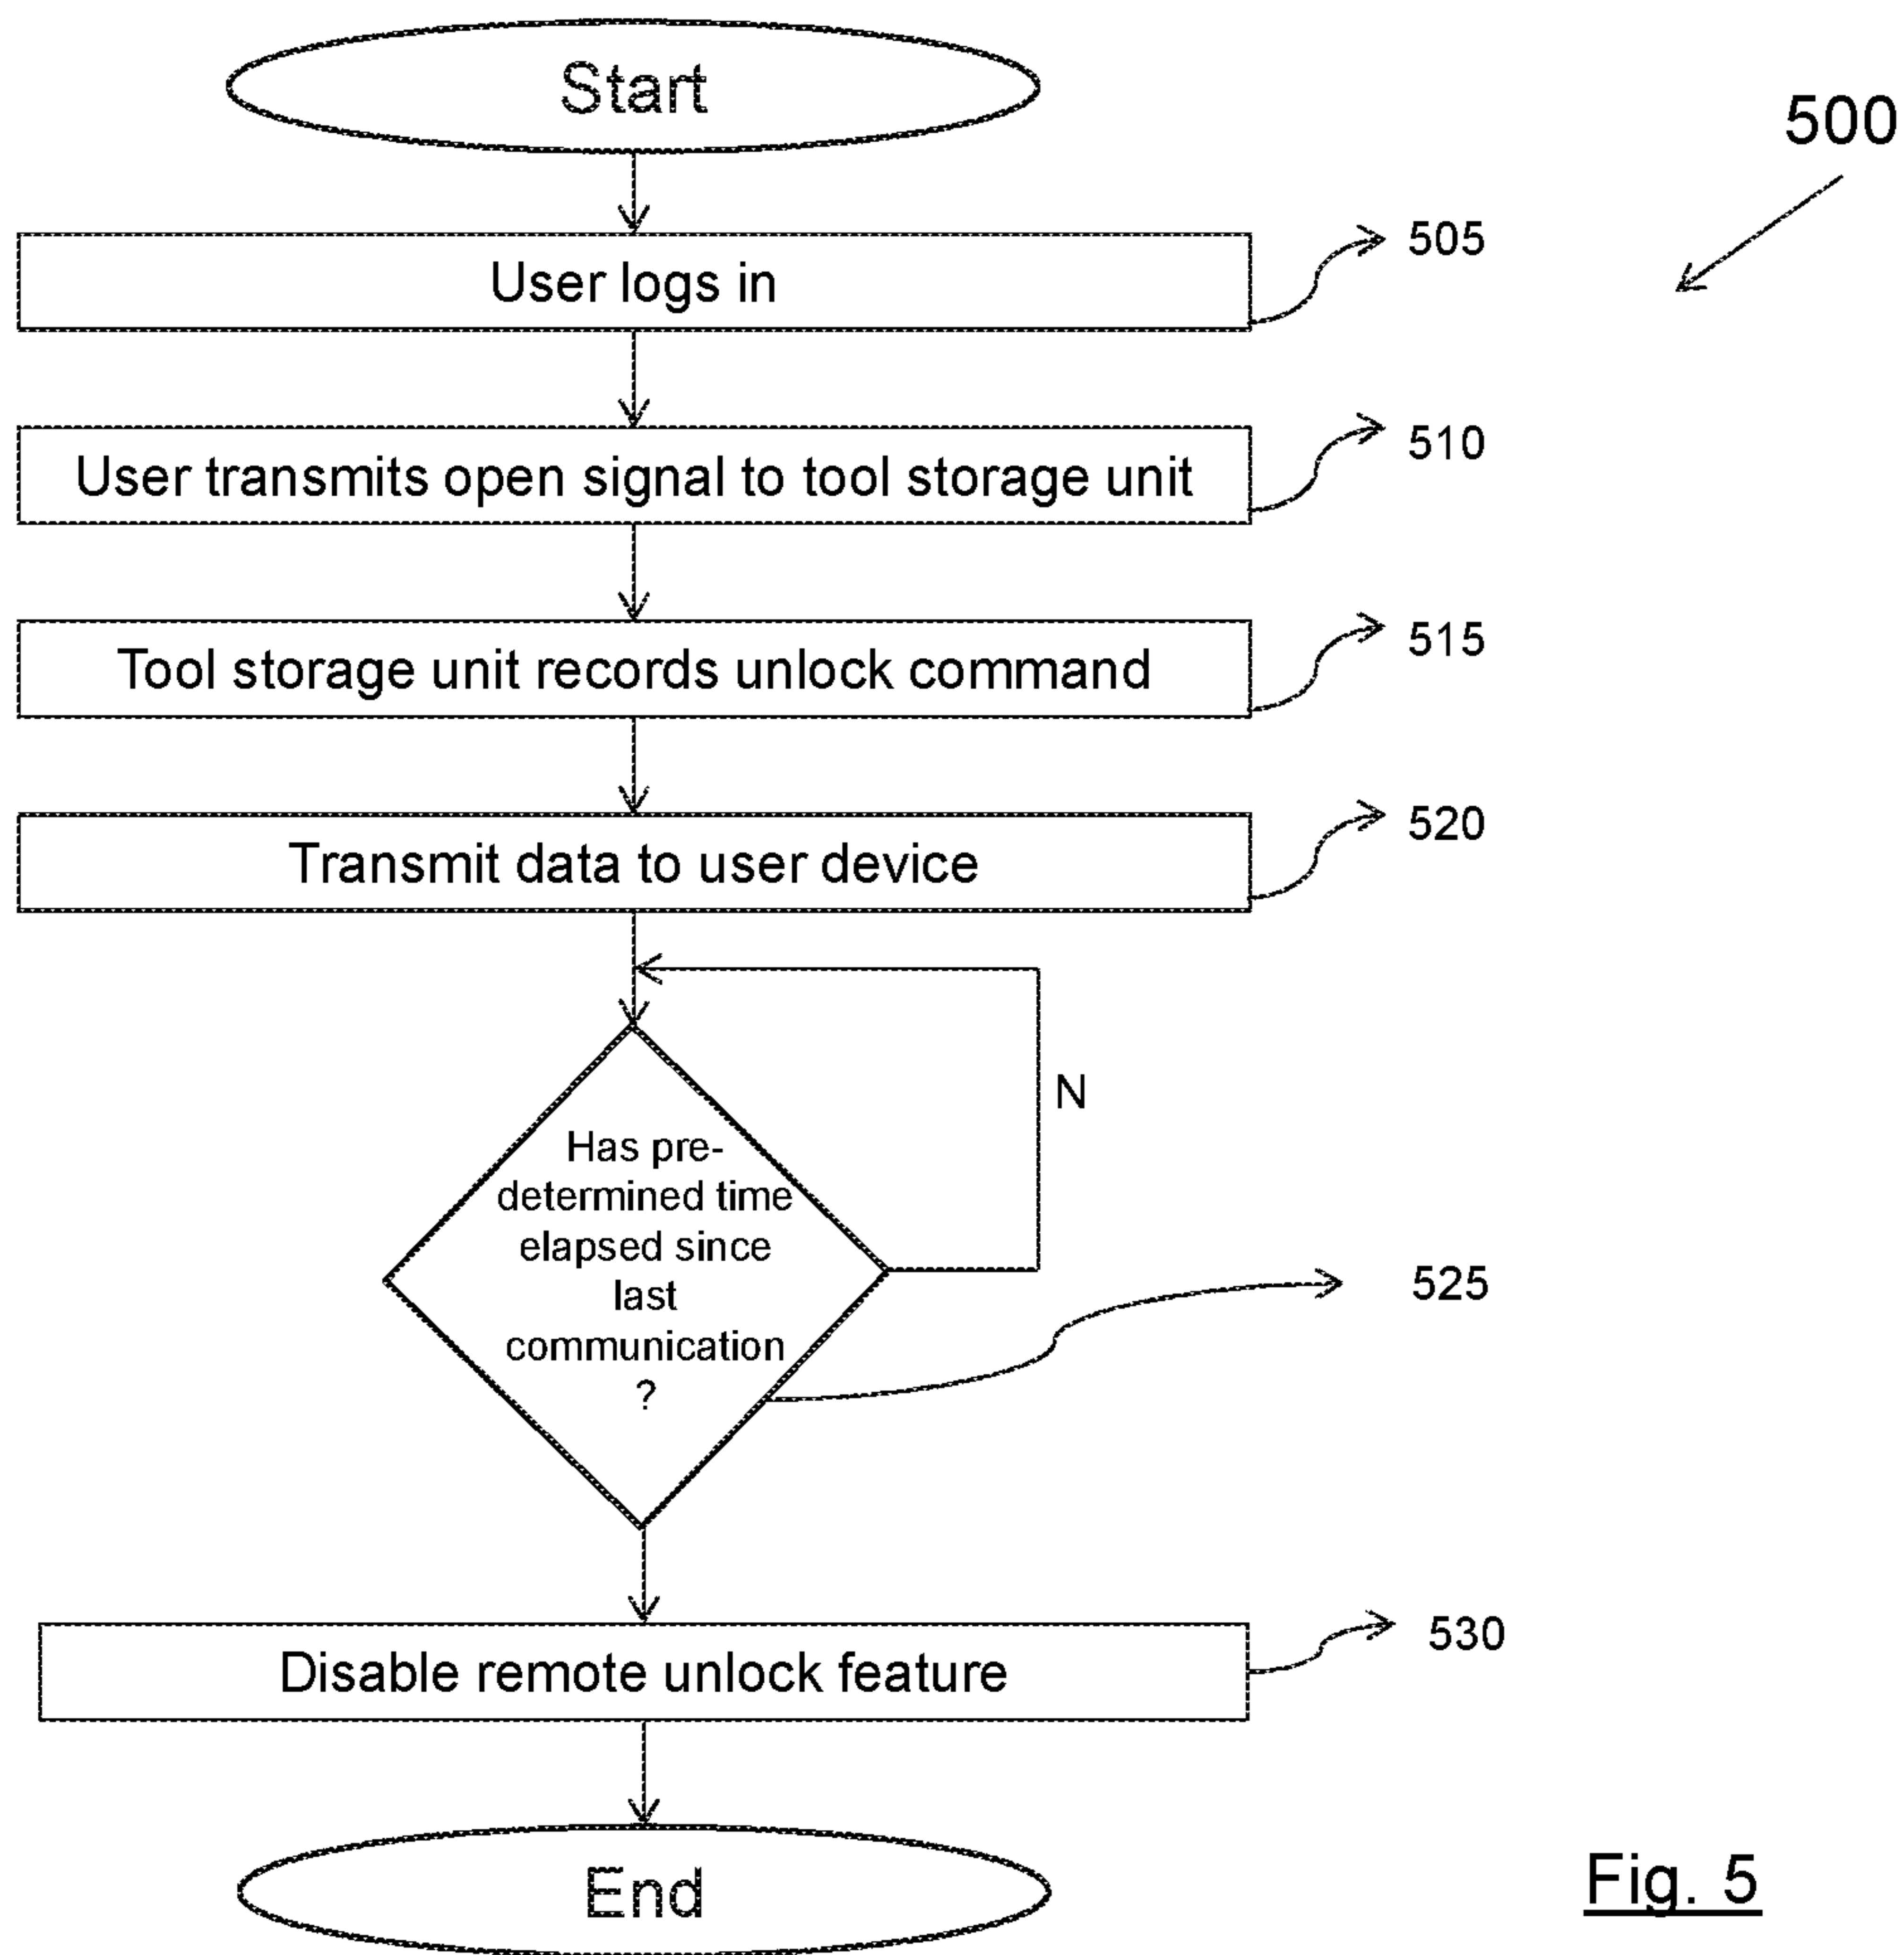 Start
500
User logs in
505
User transmits open signal to tool storage unit
510
Tool storage unit records unlock command
515
Transmit data to user device
520
N
Has pre-
determined time
elapsed since
last
communication
?
525
Disable remote unlock feature
530
End
Fig. 5